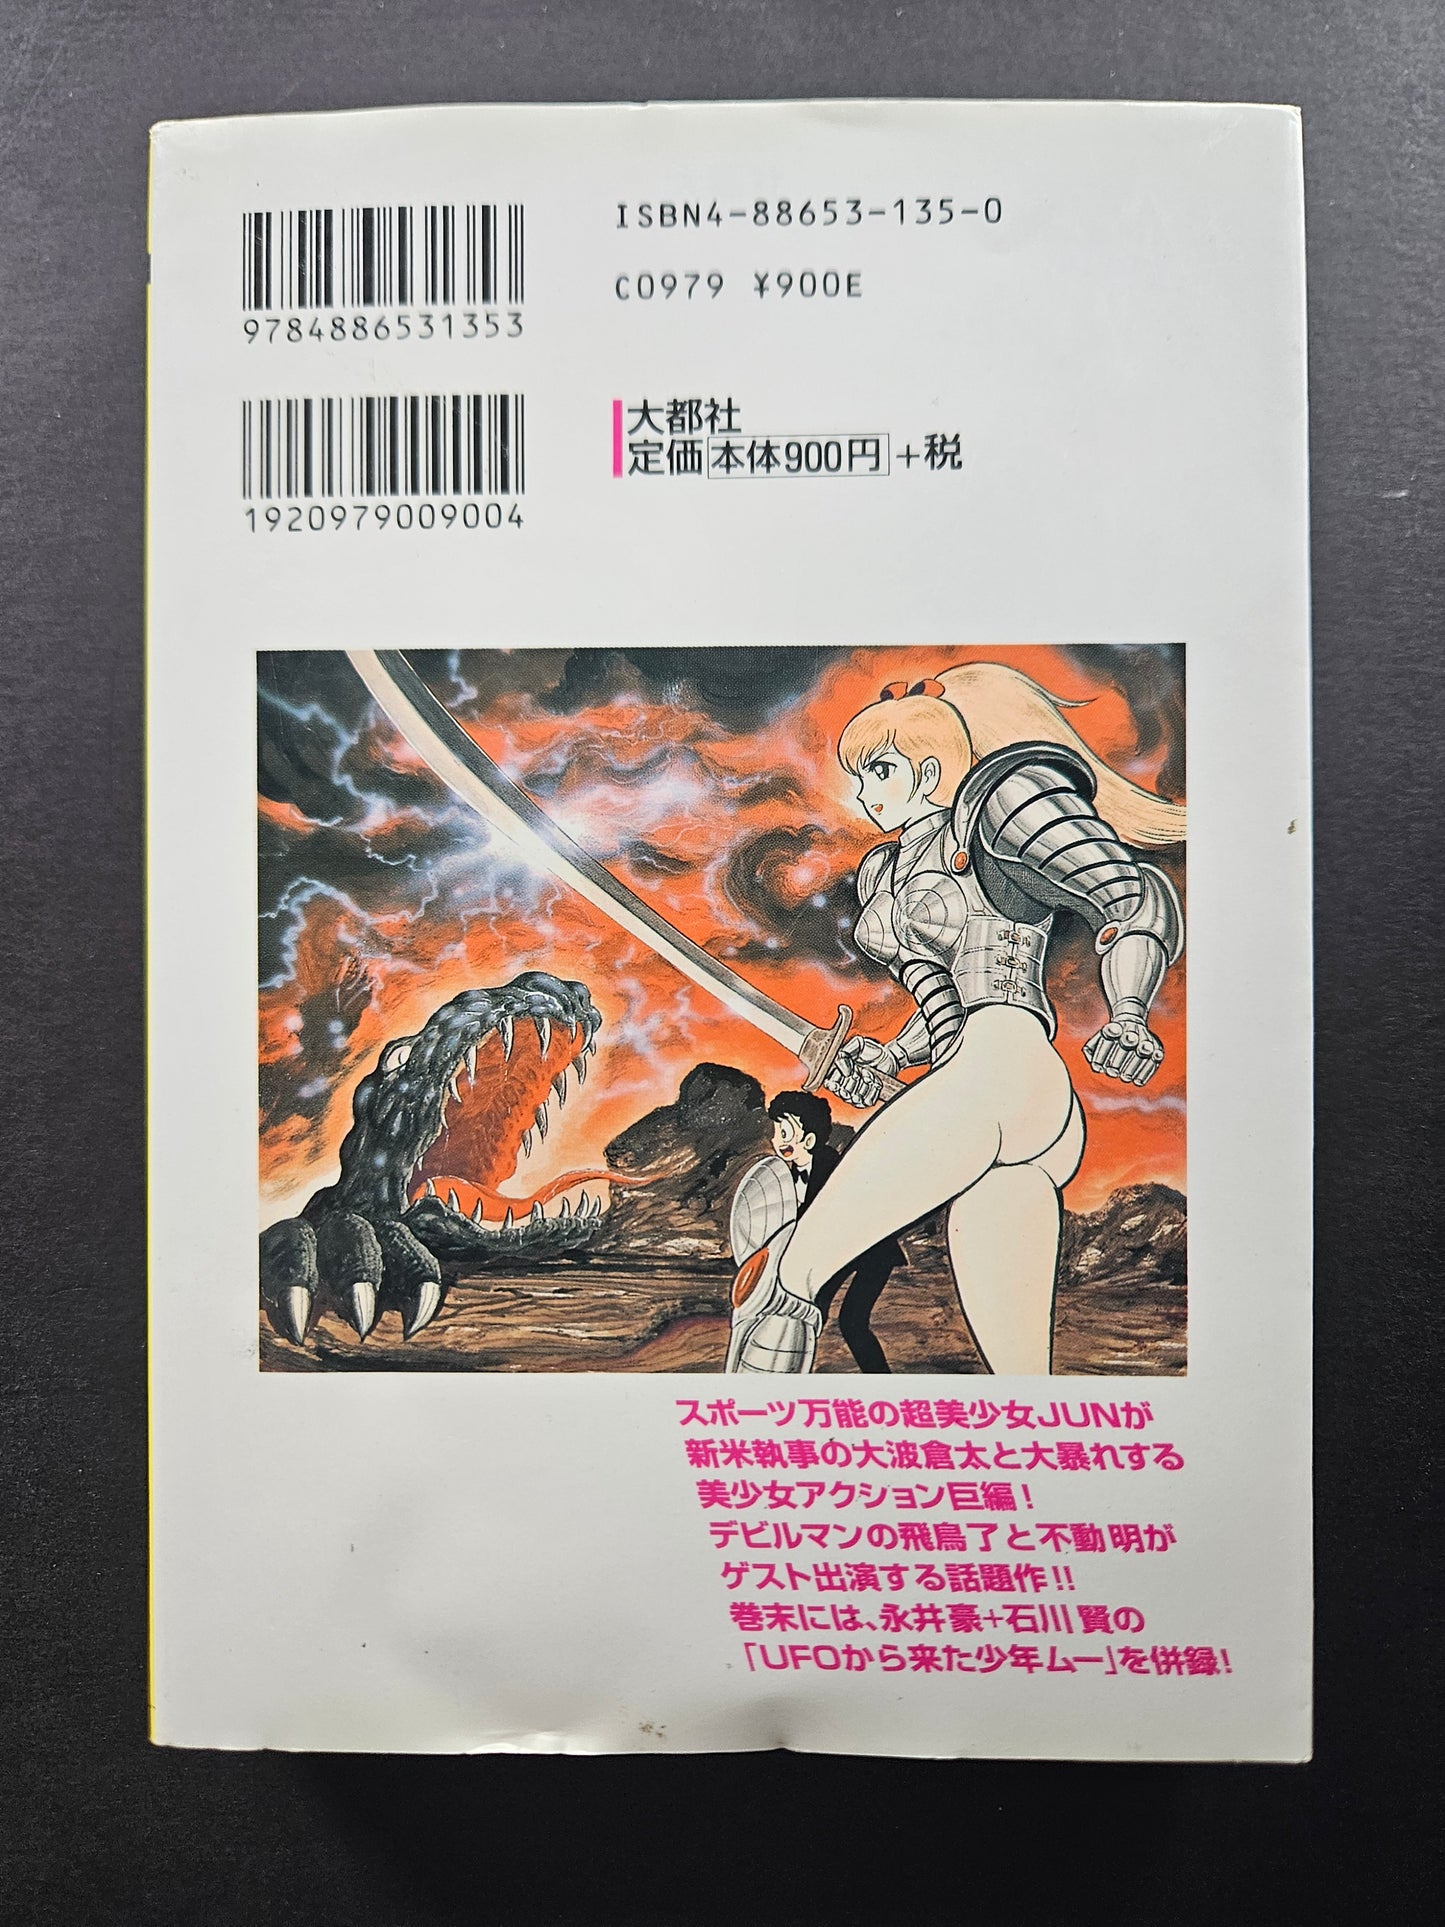 ISBN4-88653-135-0
C0979 ¥900E
9784886531353
大都社
定価 本体900円 +税
1920979009004
スポーツ万能の超美少女JUNが
新米執事の大波倉太と大暴れする
美少女アクション巨編!
デビルマンの飛鳥了と不動明が
ゲスト出演する話題作!!
巻末には、永井豪+石川賢の
「UFOから来た少年ムー」を併録!